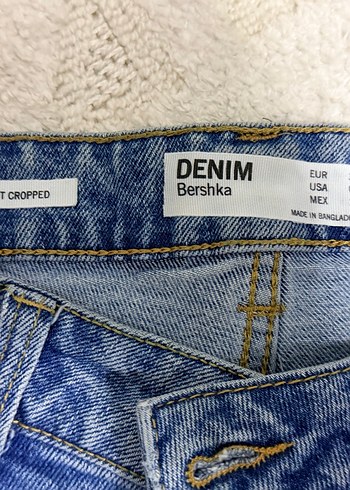 T CROPPED
DENIM
Bershka
EUR
USA
MEX
MADE IN BANGLAD